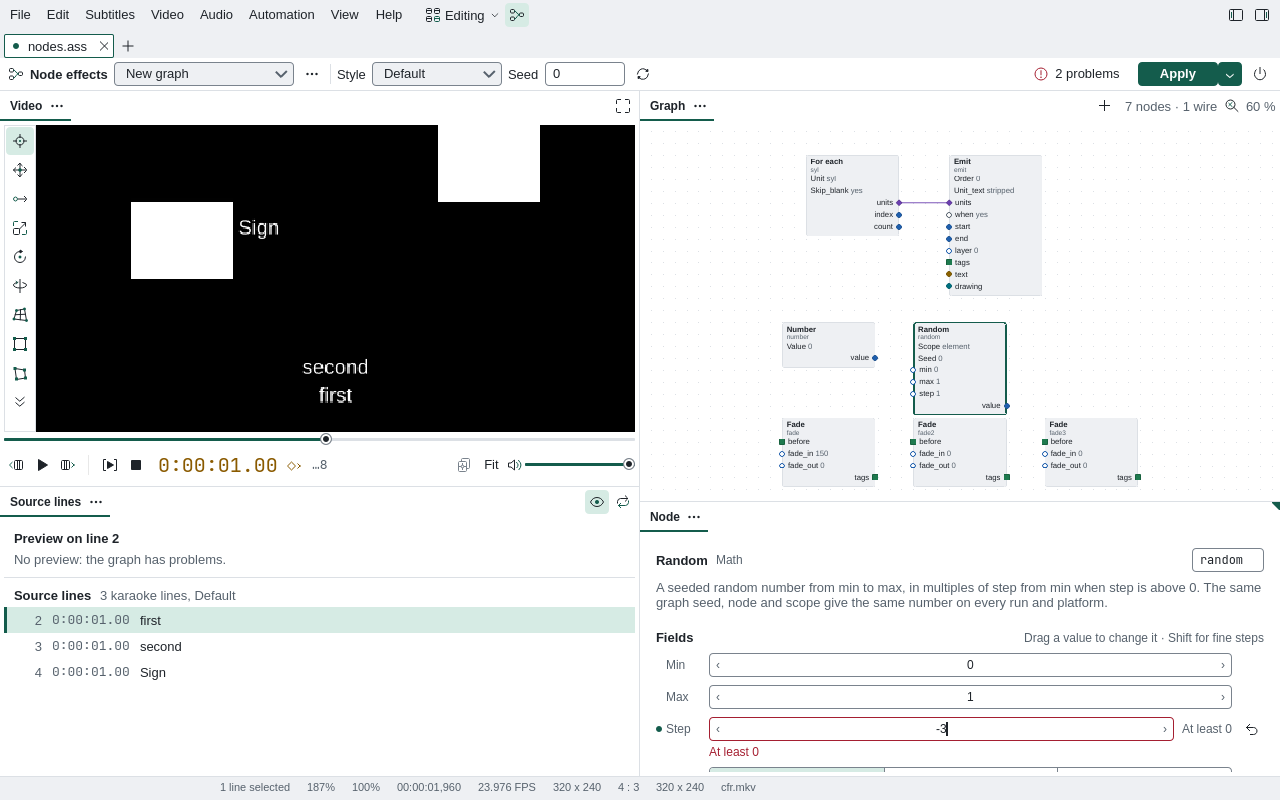 File Edit Subtitles Video Audio Automation View Help Editing
nodes.ass
Node effects New graph Style Default Seed 0 2 problems Apply
Video
Graph 7 nodes · 1 wire 60 %
Sign
second
first
0:00:01.00 …8 Fit
For each
syl
Unit syl
Skip_blank yes
units
index
count
Emit
emit
Order 0
Unit_text stripped
units
when yes
start
end
layer 0
tags
text
drawing
Number
number
Value 0
value
Random
random
Scope element
Seed 0
min 0
max 1
step 1
value
Fade
fade
before
fade_in 150
fade_out 0
tags
Fade
fade2
before
fade_in 0
fade_out 0
tags
Fade
fade3
before
fade_in 0
fade_out 0
tags
Source lines
Preview on line 2
No preview: the graph has problems.
Source lines 3 karaoke lines, Default
2 0:00:01.00 first
3 0:00:01.00 second
4 0:00:01.00 Sign
Node
Random Math random
A seeded random number from min to max, in multiples of step from min when step is above 0. The same
graph seed, node and scope give the same number on every run and platform.
Fields Drag a value to change it · Shift for fine steps
Min 0
Max 1
Step -3 At least 0
At least 0
1 line selected 187% 100% 00:00:01,960 23.976 FPS 320 x 240 4 : 3 320 x 240 cfr.mkv